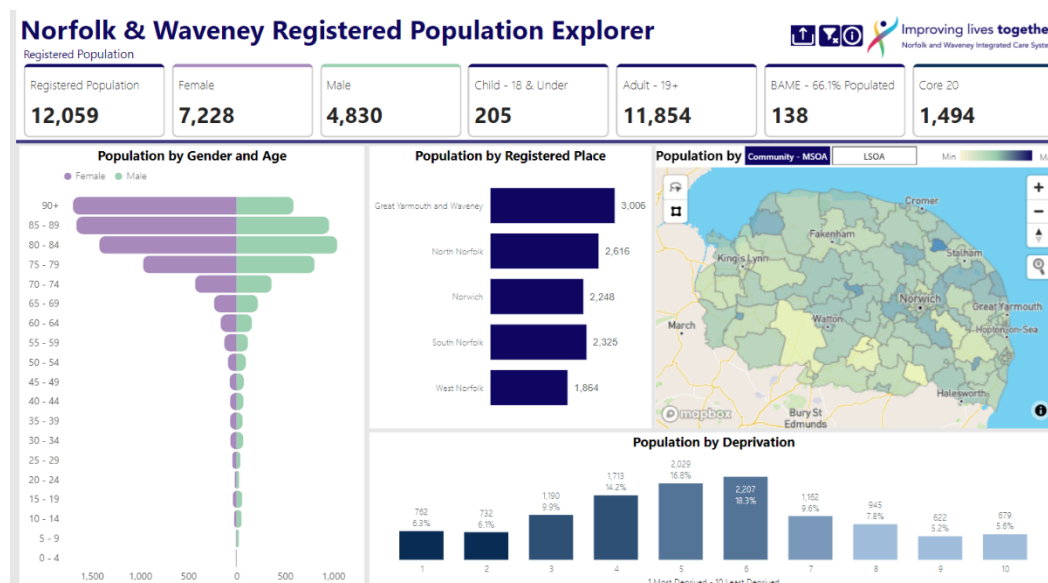 Norfolk & Waveney Registered Population Explorer
Registered Population
Improving lives togethe
Norfolk and Waveney Integrated Care Syste
Registered Population
12,059
Female
7,228
Male
4,830
Child - 18 & Under
205
Adult - 19+
11,854
BAME - 66.1% Populated
138
Core 20
1,494
Population by Gender and Age
Female Male
90+
85 - 89
80 - 84
75 - 79
70 - 74
65 - 69
60 - 64
55 - 59
50 - 54
45 - 49
40 - 44
35 - 39
30 - 34
25 - 29
20 - 24
15 - 19
10 - 14
5 - 9
0 - 4
1,500 1,000 500 0 500 1,000
Population by Registered Place
Great Yarmouth and Waveney 3,006
North Norfolk 2,616
Norwich 2,248
South Norfolk 2,325
West Norfolk 1,864
Population by Community - MSOA LSOA Min Ma
Cromer
Fakenham
Stalham
King's Lynn
Norwich
Great Yarmouth
Watton
Hopton-on-Sea
March
Halesworth
Bury St
Edmunds
mapbox
Population by Deprivation
762
6.3%
732
6.1%
1,190
9.9%
1,713
14.2%
2,029
16.8%
2,207
18.3%
1,162
9.6%
945
7.8%
622
5.2%
679
5.6%
1 2 3 4 5 6 7 8 9 10
1 Most Deprived - 10 Least Deprived